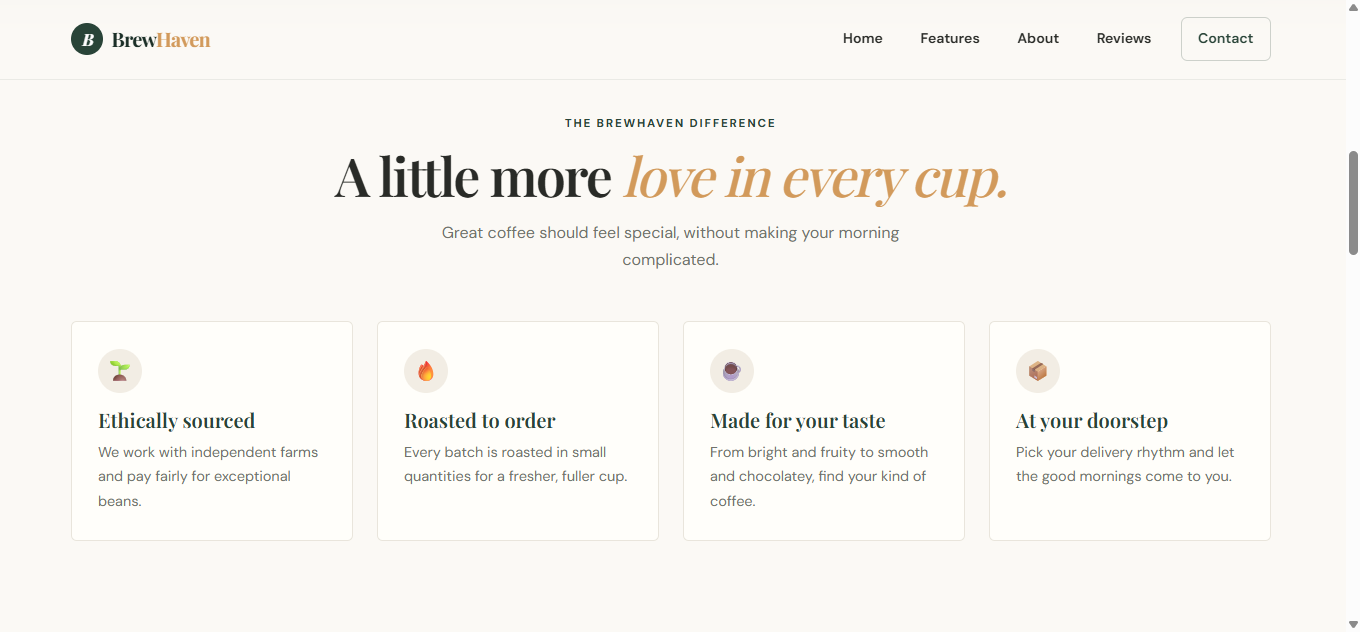 B BrewHaven
Home Features About Reviews Contact
THE BREWHAVEN DIFFERENCE
A little more love in every cup.
Great coffee should feel special, without making your morning
complicated.
Ethically sourced
We work with independent farms
and pay fairly for exceptional
beans.
Roasted to order
Every batch is roasted in small
quantities for a fresher, fuller cup.
Made for your taste
From bright and fruity to smooth
and chocolatey, find your kind of
coffee.
At your doorstep
Pick your delivery rhythm and let
the good mornings come to you.